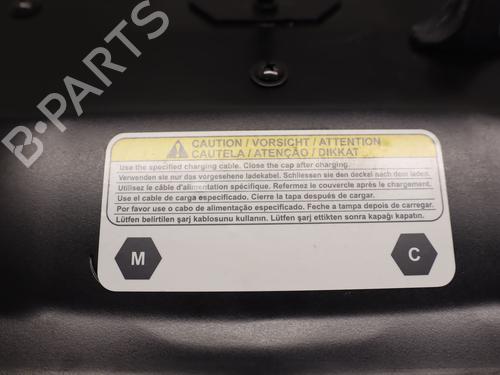 B-PARTS
CAUTION / VORSICHT / ATTENTION
CAUTELA / ATENÇÃO / DIKKAT
Use the specified charging cable. Close the cap after charging.
Verwenden sie nur das vorgesehene ladekabel. Schliessen sie den deckel nach dem laden.
Utilisez le câble d'alimentation spécifique. Refermez le couvercle après le chargement.
Use el cable de carga especificado. Cierre la tapa después de cargar.
Por favor use o cabo de alimentação especificado. Feche a tampa depois de carregar.
Lütfen belirtilen şarj kablosunu kullanın. Lütfen şarj ettikten sonra kapağı kapatın.
M
C